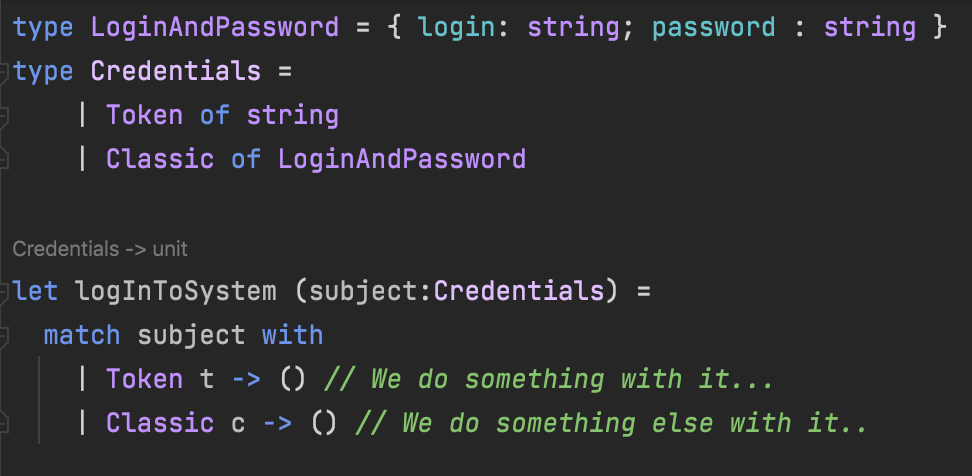 type LoginAndPassword = { login: string; password : string }
type Credentials =
    | Token of string
    | Classic of LoginAndPassword
Credentials -> unit
let logInToSystem (subject:Credentials) =
  match subject with
    | Token t -> () // We do something with it...
    | Classic c -> () // We do something else with it..